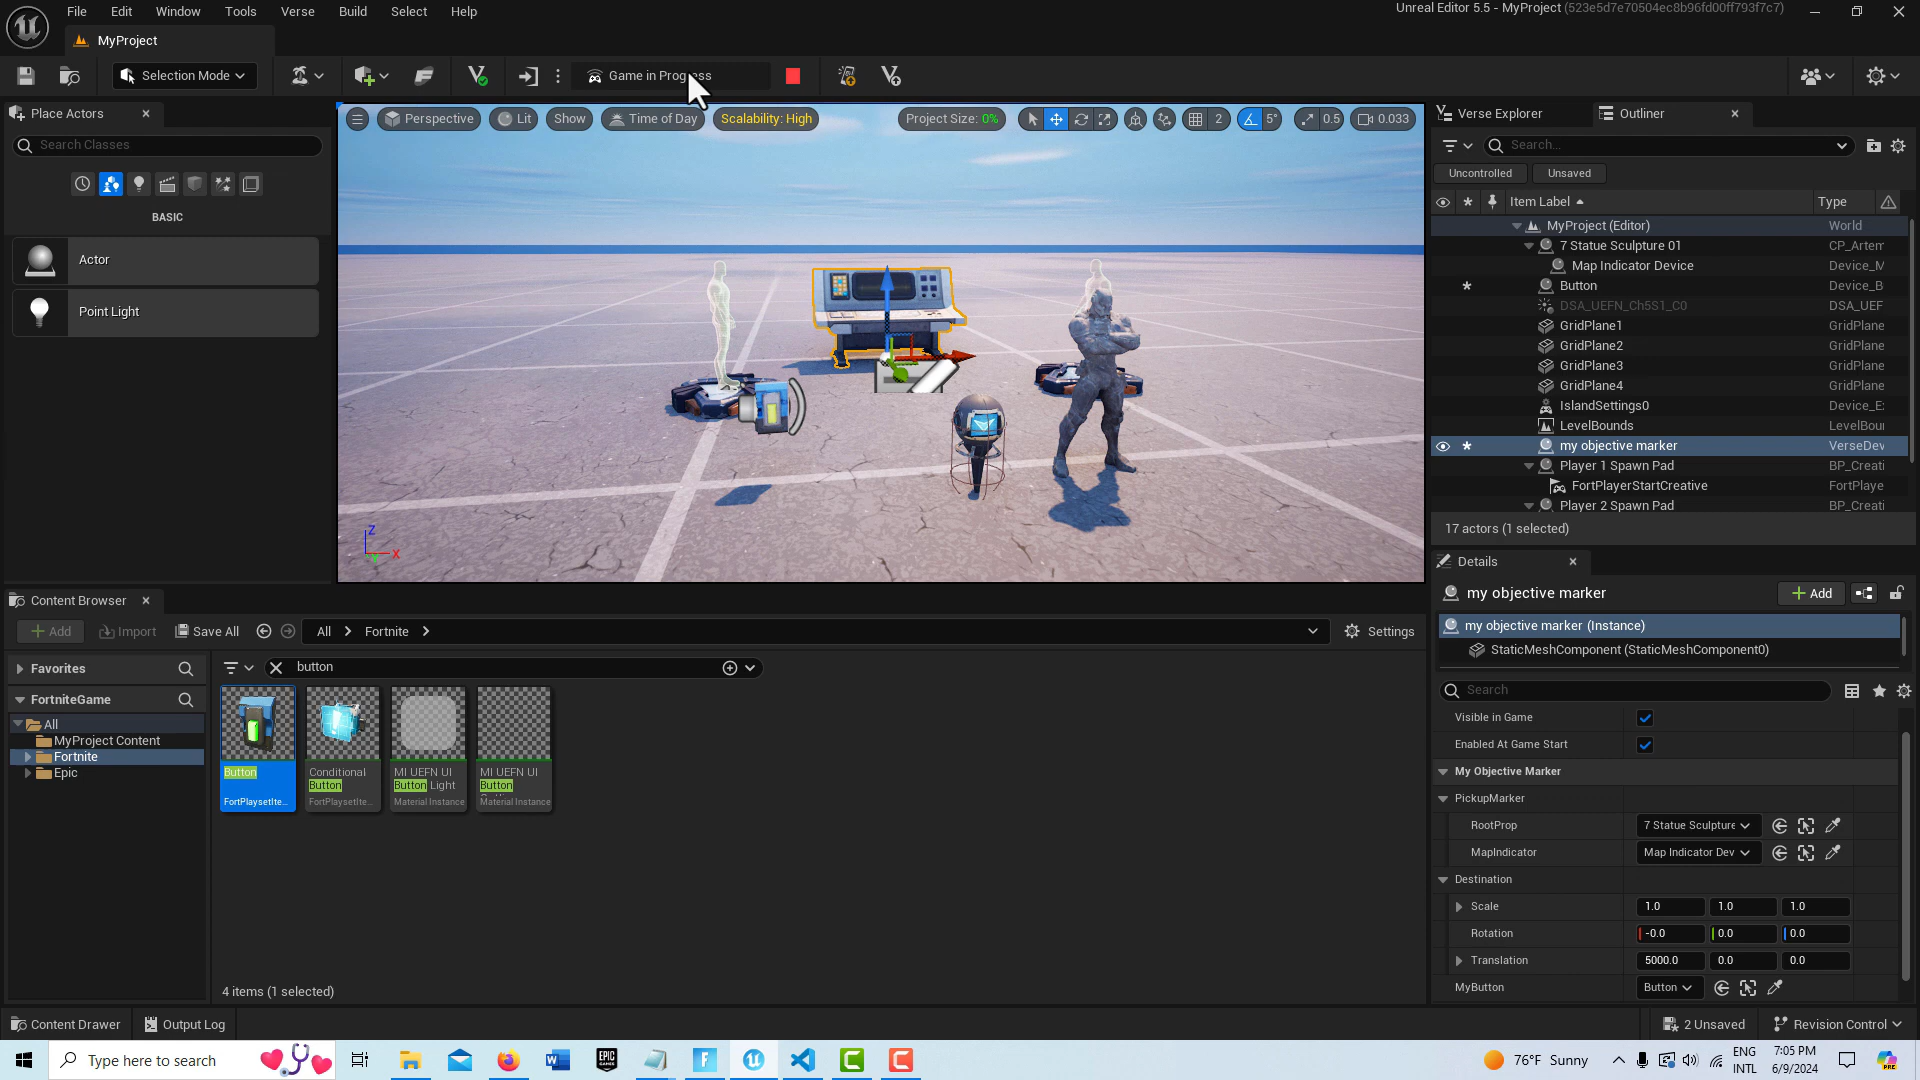 File Edit Window Tools Verse Build Select Help
Unreal Editor 5.5 - MyProject (523e5d7e70504ec8b96fd00ff793f7c7)
MyProject
Selection Mode
Game in Progress
Place Actors
Search Classes
BASIC
Actor
Point Light
Perspective Lit Show Time of Day Scalability: High Project Size: 0% 2 5° 0.5 0.033
Z
X
Y
Verse Explorer Outliner
Search...
Uncontrolled Unsaved
Item Label Type
MyProject (Editor) World
7 Statue Sculpture 01 CP_Artem
Map Indicator Device Device_M
Button Device_B
DSA_UEFN_Ch5S1_C0 DSA_UEF
GridPlane1 GridPlane
GridPlane2 GridPlane
GridPlane3 GridPlane
GridPlane4 GridPlane
IslandSettings0 Device_E
LevelBounds LevelBour
my objective marker VerseDev
Player 1 Spawn Pad BP_Creati
FortPlayerStartCreative FortPlaye
Player 2 Spawn Pad BP_Creati
17 actors (1 selected)
Details
my objective marker Add
my objective marker (Instance)
StaticMeshComponent (StaticMeshComponent0)
Search
Visible in Game
Enabled At Game Start
My Objective Marker
PickupMarker
RootProp 7 Statue Sculpture
MapIndicator Map Indicator Dev
Destination
Scale 1.0 1.0 1.0
Rotation -0.0 0.0 0.0
Translation 5000.0 0.0 0.0
MyButton Button
Content Browser
Add Import Save All All Fortnite Settings
Favorites
FortniteGame
All
MyProject Content
Fortnite
Epic
button
Button
FortPlaysetIte...
Conditional
Button
FortPlaysetIte...
MI UEFN UI
Button Light
Material Instance
MI UEFN UI
Button
Material Instance
4 items (1 selected)
Content Drawer Output Log 2 Unsaved Revision Control
Type here to search
76°F Sunny
ENG
INTL
7:05 PM
6/9/2024